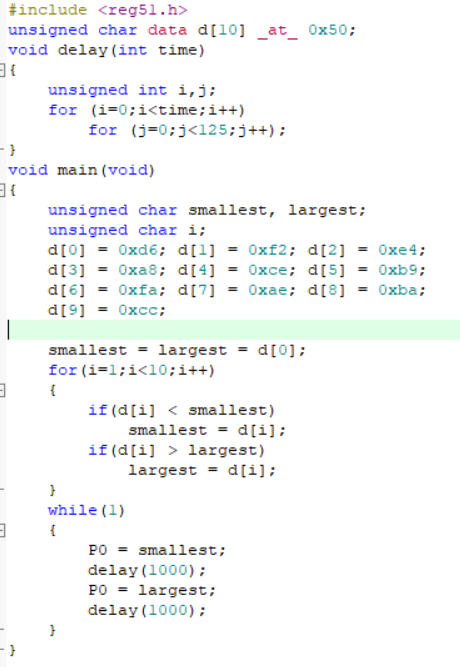 #include <reg51.h>
unsigned char data d[10] _at_ 0x50;
void delay(int time)
{
    unsigned int i,j;
    for (i=0;i<time;i++)
        for (j=0;j<125;j++);
}
void main(void)
{
    unsigned char smallest, largest;
    unsigned char i;
    d[0] = 0xd6; d[1] = 0xf2; d[2] = 0xe4;
    d[3] = 0xa8; d[4] = 0xce; d[5] = 0xb9;
    d[6] = 0xfa; d[7] = 0xae; d[8] = 0xba;
    d[9] = 0xcc;

    smallest = largest = d[0];
    for(i=1;i<10;i++)
    {
        if(d[i] < smallest)
            smallest = d[i];
        if(d[i] > largest)
            largest = d[i];
    }
    while(1)
    {
        P0 = smallest;
        delay(1000);
        P0 = largest;
        delay(1000);
    }
}